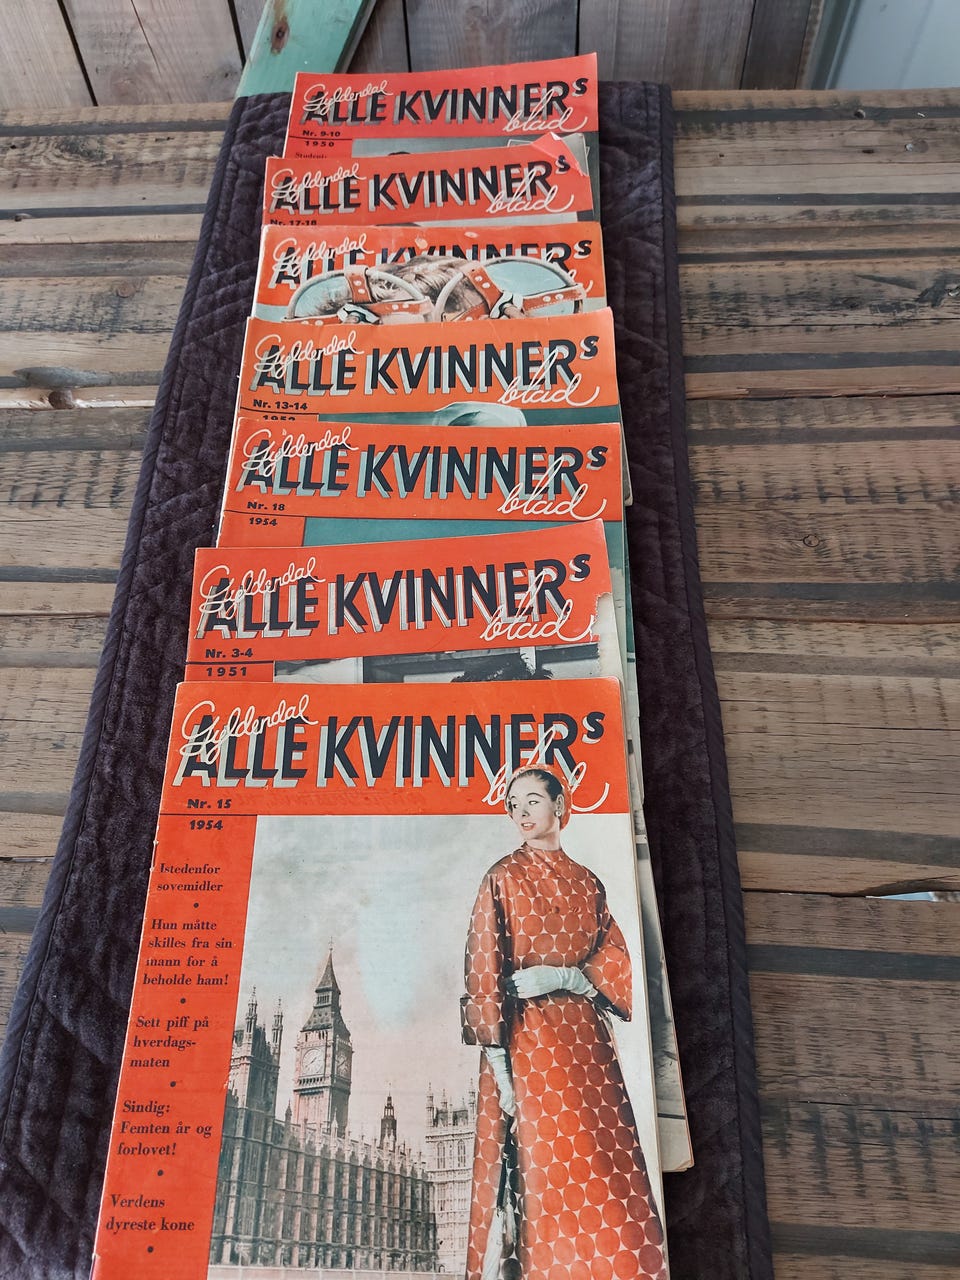 Gyldendal
ALLE KVINNERS
blad
Nr. 9-10
1950
Student:
Gyldendal
ALLE KVINNERS
blad
Nr. 17-18
Gyldendal
ALLE KVINNERS
Gyldendal
ALLE KVINNERS
blad
Nr. 13-14
Gyldendal
ALLE KVINNERS
blad
Nr. 18
1954
Gyldendal
ALLE KVINNERS
blad
Nr. 3-4
1951
Gyldendal
ALLE KVINNERS
blad
Nr. 15
1954
Istedenfor
sovemidler
•
Hun måtte
skilles fra sin
mann for å
beholde ham!
•
Sett piff på
hverdags-
maten
•
Sindig:
Femten år og
forlovet!
•
Verdens
dyreste kone
•